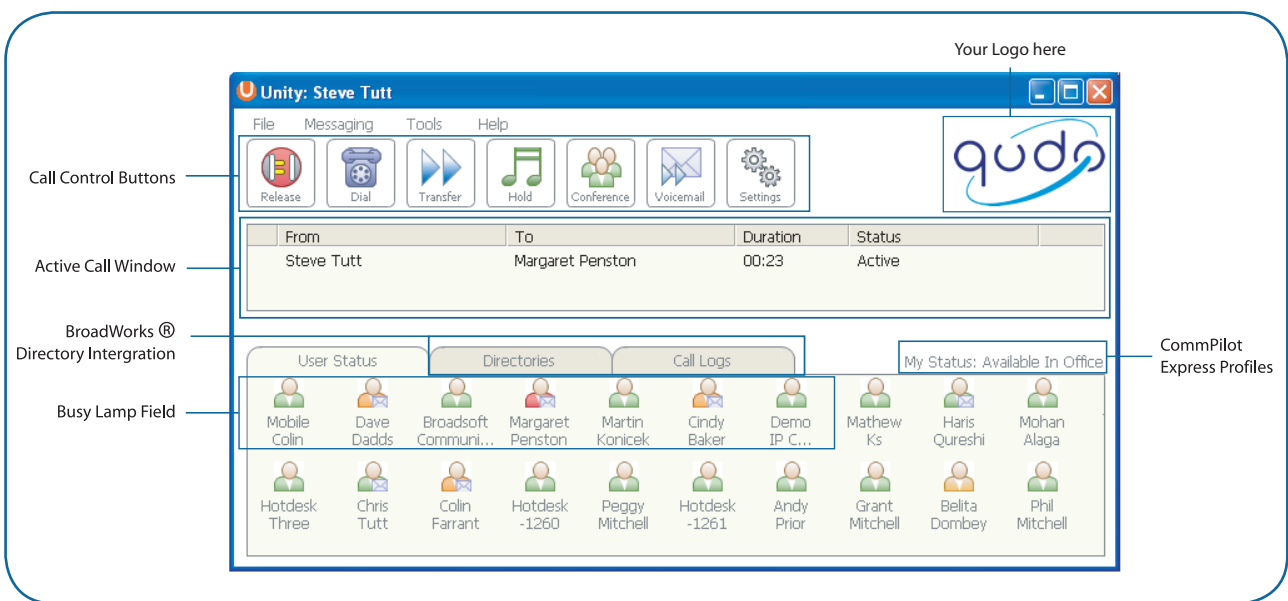 Your Logo here
Unity: Steve Tutt
File Messaging Tools Help
qudo
Call Control Buttons
Release Dial Transfer Hold Conference Voicemail Settings
From To Duration Status
Steve Tutt Margaret Penston 00:23 Active
Active Call Window
BroadWorks ®
Directory Intergration
User Status Directories Call Logs My Status: Available In Office
CommPilot
Express Profiles
Busy Lamp Field
Mobile Dave Broadsoft Margaret Martin Cindy Demo Mathew Haris Mohan
Colin Dadds Communi... Penston Konicek Baker IP C... Ks Qureshi Alaga
Hotdesk Chris Colin Hotdesk Peggy Hotdesk Andy Grant Belita Phil
Three Tutt Farrant -1260 Mitchell -1261 Prior Mitchell Dombey Mitchell